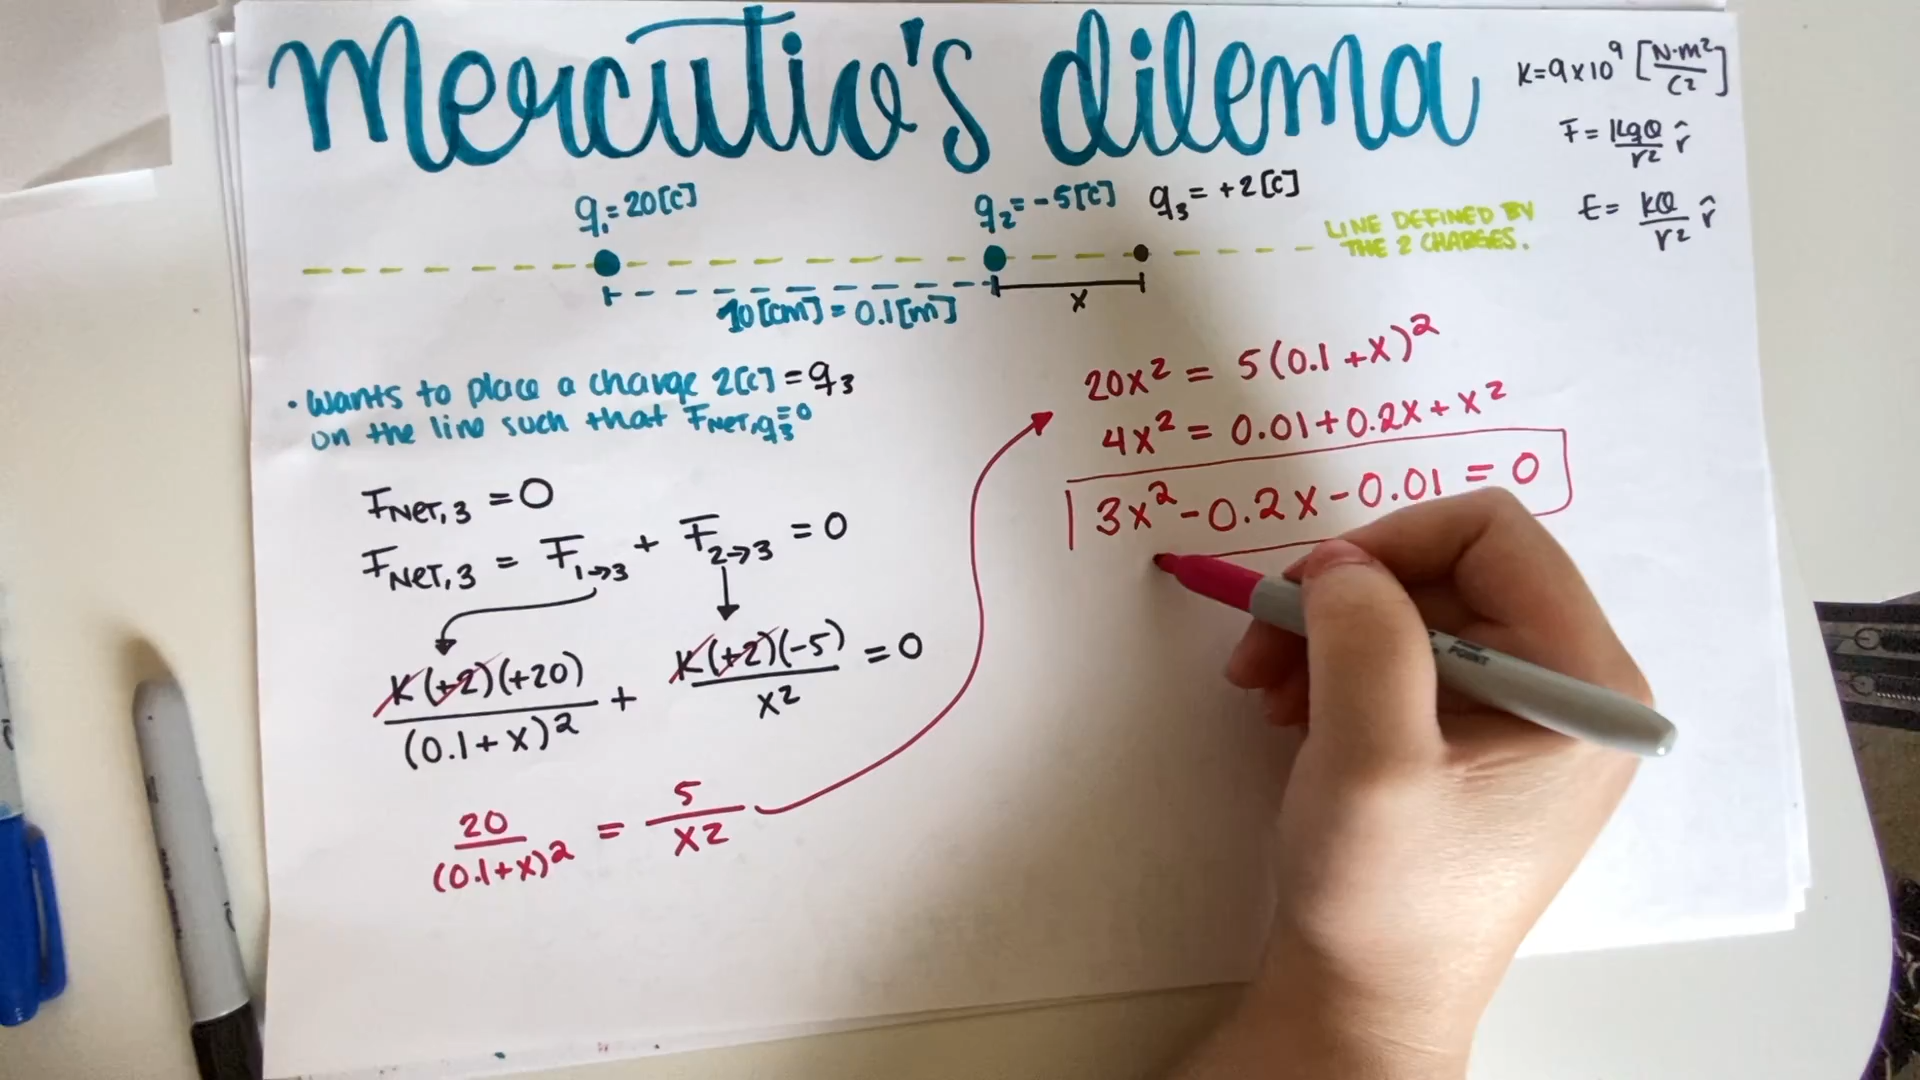 Mercutio's dilema
K=9x10⁹ [N·m²/C²]
F = KqQ/r² r̂
E = kQ/r² r̂
q₁=20[C]
q₂=-5[C]
q₃=+2[C]
LINE DEFINED BY
THE 2 CHARGES.
10[cm]=0.1[m]
x
• Wants to place a charge 2[C] = q₃
on the line such that F_NET,q₃=0
F_NET,3 = 0
F_NET,3 = F_1→3 + F_2→3 = 0
K(+2)(+20)/(0.1+x)² + K(+2)(-5)/x² = 0
20/(0.1+x)² = 5/x²
20x² = 5(0.1+x)²
4x² = 0.01+0.2x+x²
3x²-0.2x-0.01 = 0
POINT